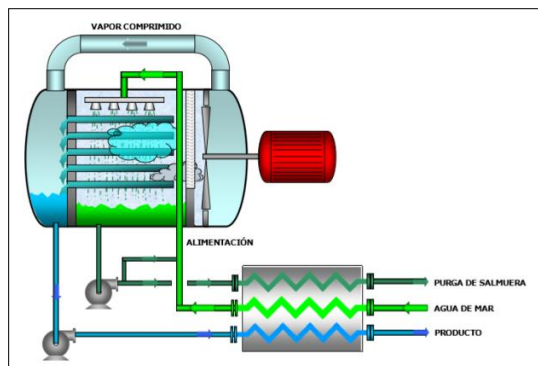 VAPOR COMPRIMIDO
ALIMENTACIÓN
PURGA DE SALMUERA
AGUA DE MAR
PRODUCTO